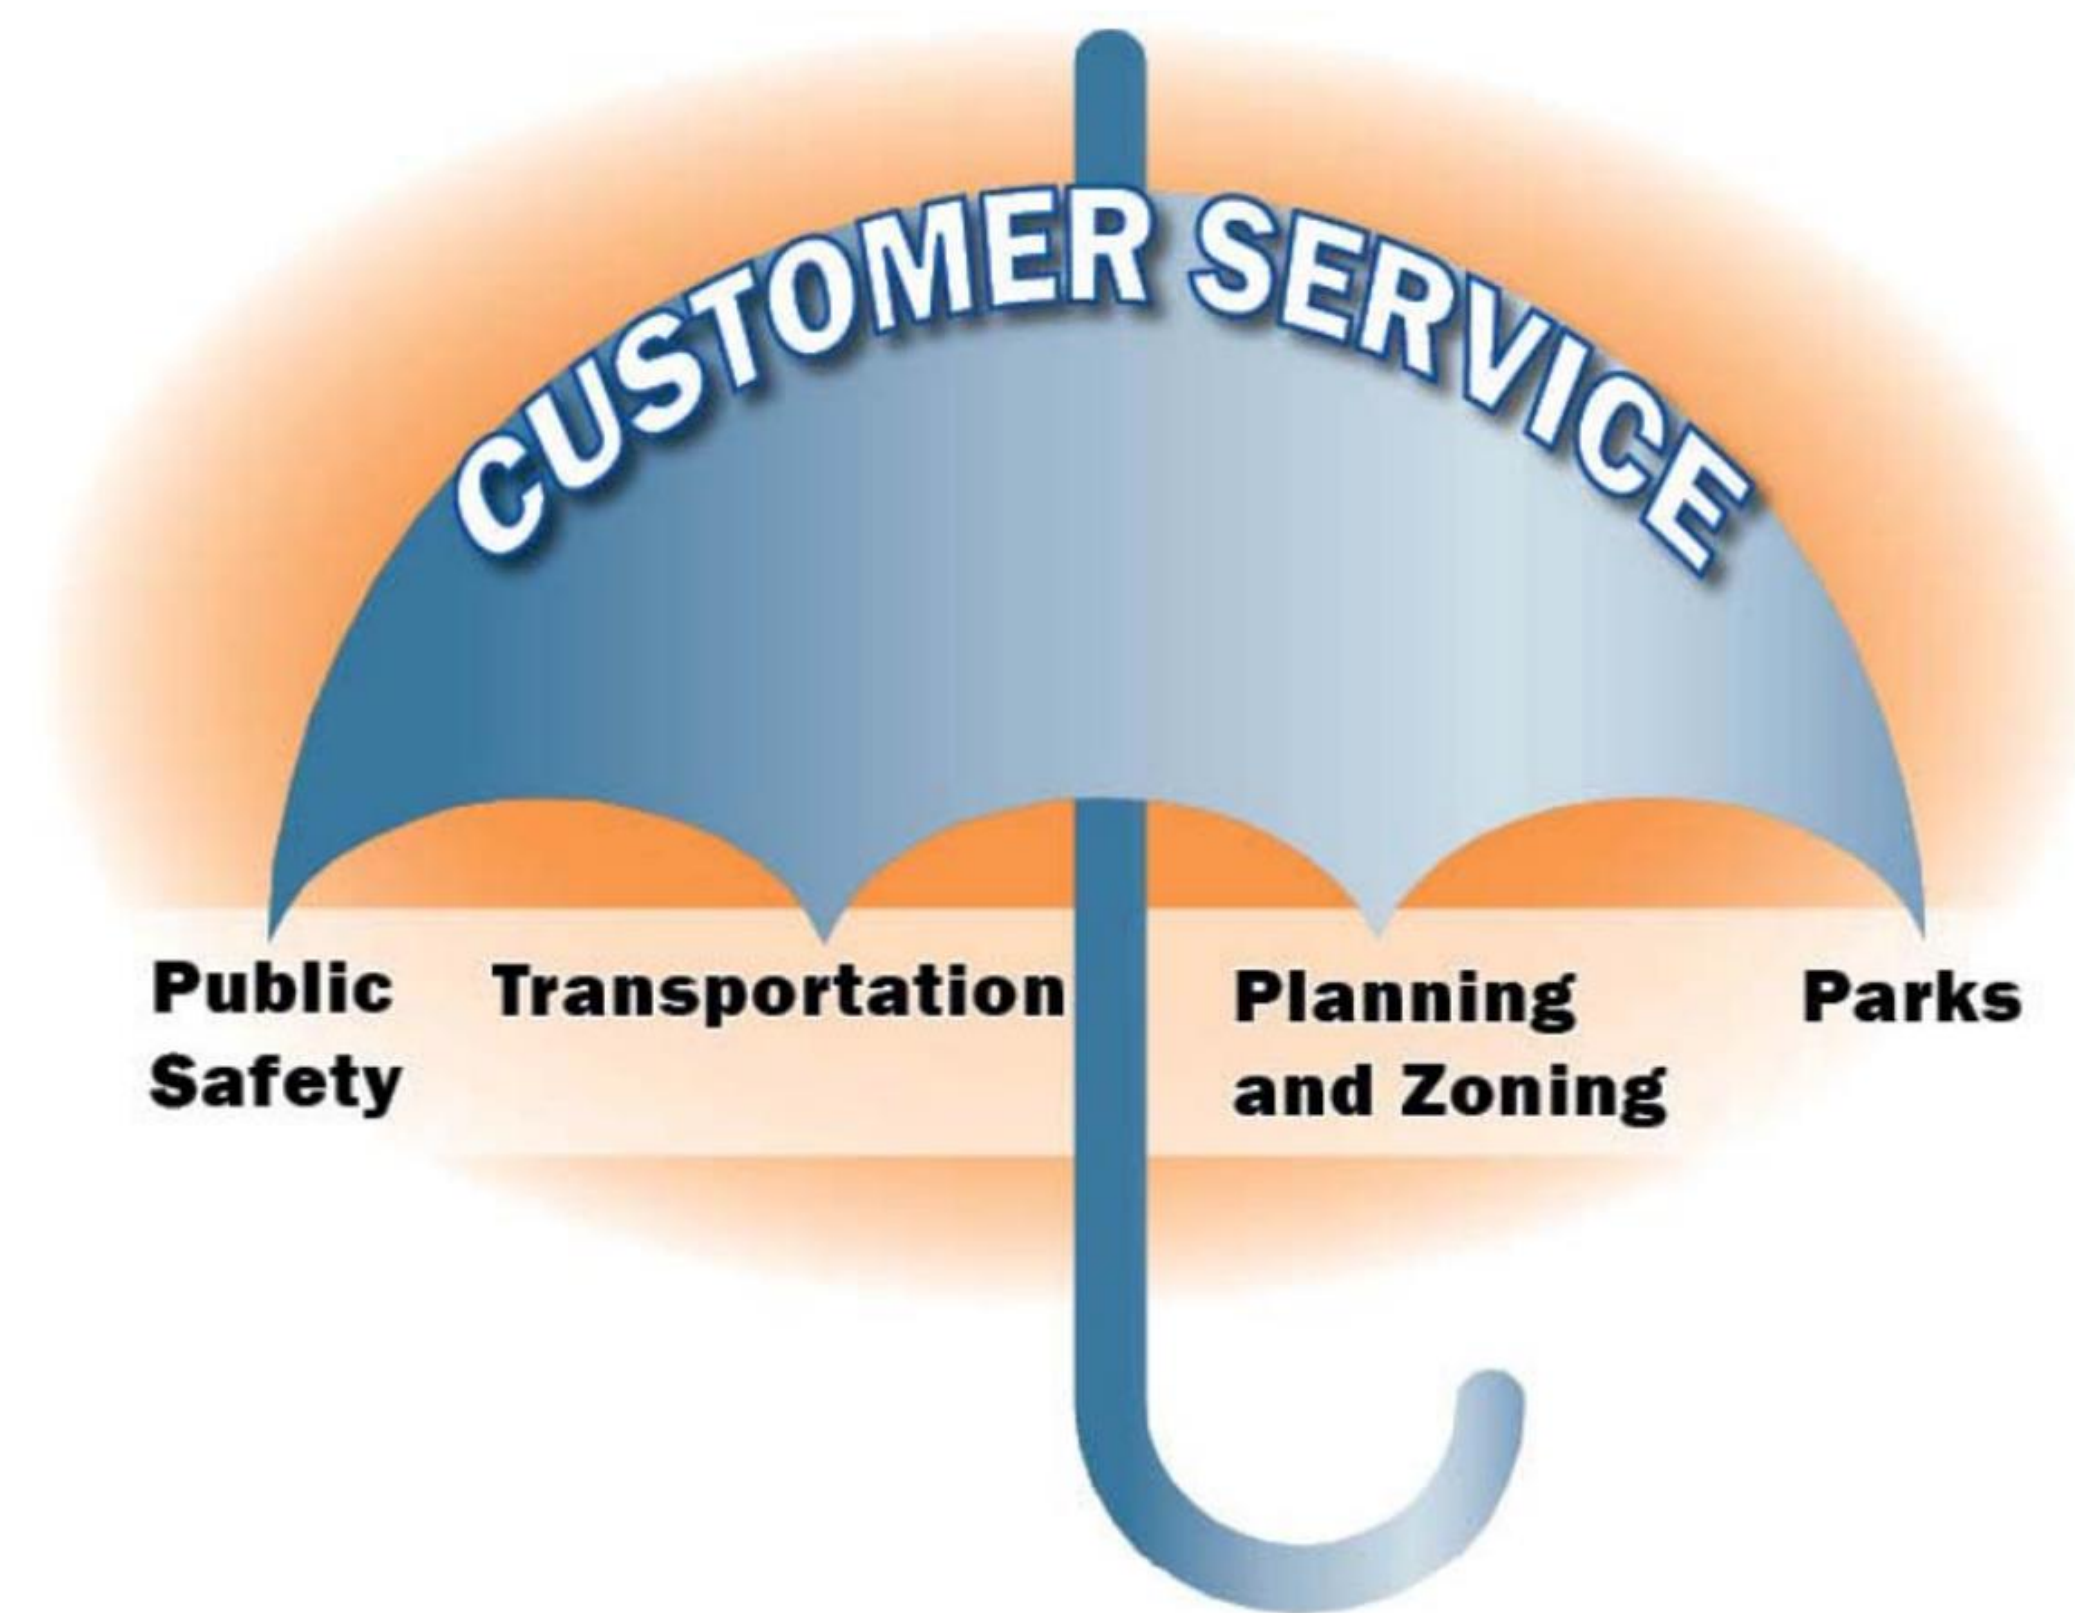 CUSTOMER SERVICE
Public
Safety
Transportation
Planning
and Zoning
Parks